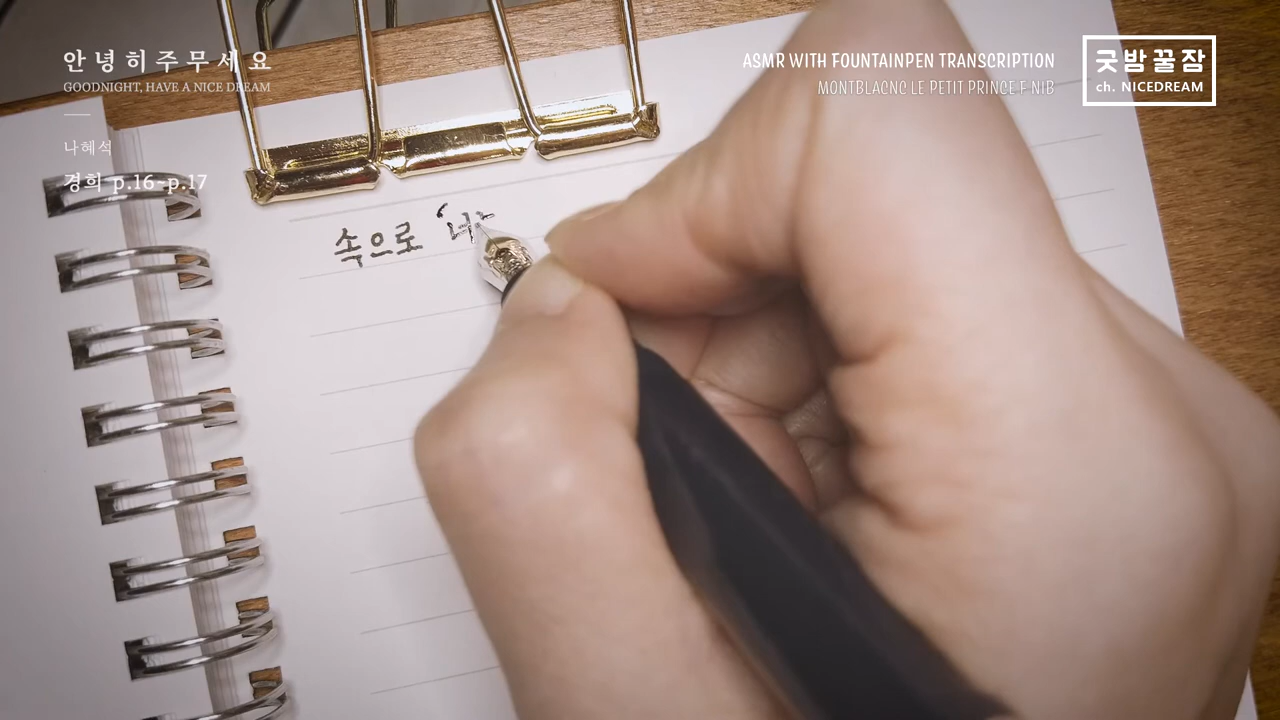 안녕히주무세요
GOODNIGHT, HAVE A NICE DREAM
나혜석
경희 p.16~p.17
ASMR WITH FOUNTAINPEN TRANSCRIPTION
MONTBLACNC LE PETIT PRINCE F NIB
굿밤꿀잠
ch. NICEDREAM
속으로